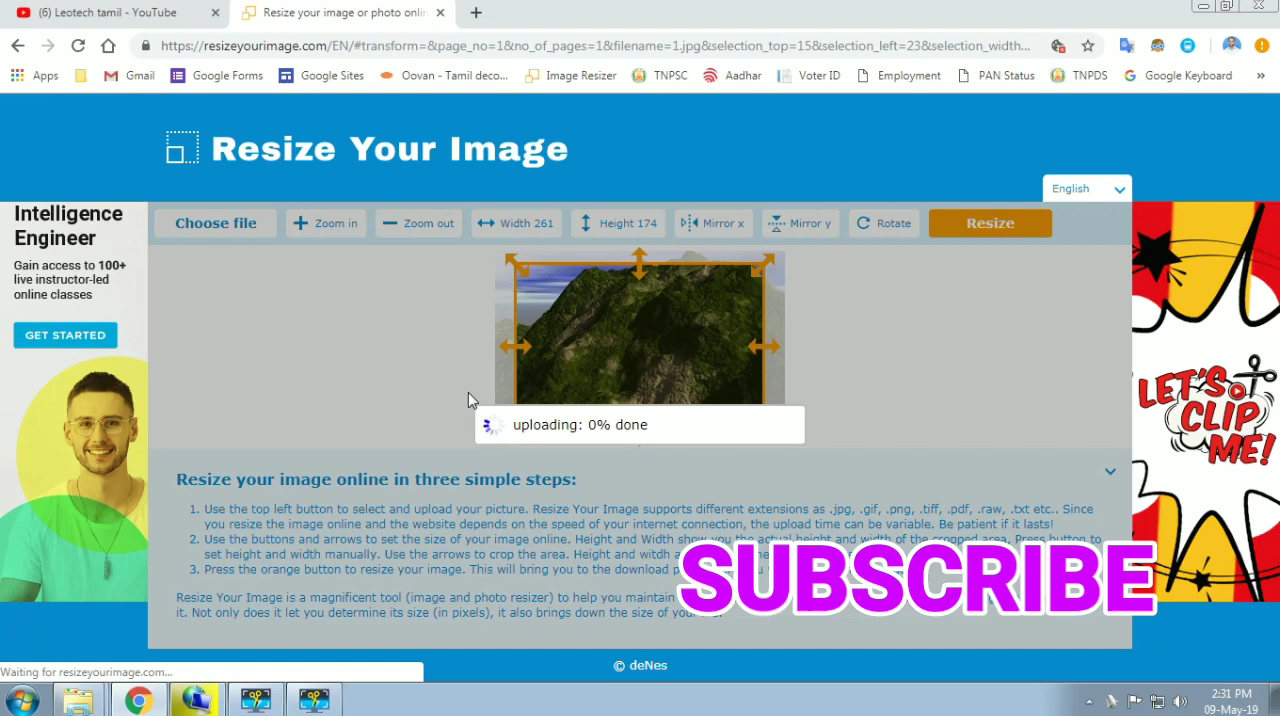 (6) Leotech tamil - YouTube
Resize your image or photo onlin
https://resizeyourimage.com/EN/#transform=&page_no=1&no_of_pages=1&filename=1.jpg&selection_top=15&selection_left=23&selection_width...
Apps
Gmail
Google Forms
Google Sites
Oovan - Tamil deco...
Image Resizer
TNPSC
Aadhar
Voter ID
Employment
PAN Status
TNPDS
Google Keyboard
»
Resize Your Image
English
Intelligence
Engineer
Gain access to 100+
live instructor-led
online classes
GET STARTED
Choose file
Zoom in
Zoom out
Width 261
Height 174
Mirror x
Mirror y
Rotate
Resize
LET'S
CLIP
ME!
uploading: 0% done
Resize your image online in three simple steps:
1. Use the top left button to select and upload your picture. Resize Your Image supports different extensions as .jpg, .gif, .png, .tiff, .pdf, .raw, .txt etc.. Since
you resize the image online and the website depends on the speed of your internet connection, the upload time can be variable. Be patient if it lasts!
2. Use the buttons and arrows to set the size of your image online. Height and Width show you the actual height and width of the cropped area. Press button to
set height and width manually. Use the arrows to crop the area. Height and witdh a
3. Press the orange button to resize your image. This will bring you to the download p
Resize Your Image is a magnificent tool (image and photo resizer) to help you maintain
it. Not only does it let you determine its size (in pixels), it also brings down the size of your
SUBSCRIBE
© deNes
Waiting for resizeyourimage.com...
2:31 PM
09-May-19